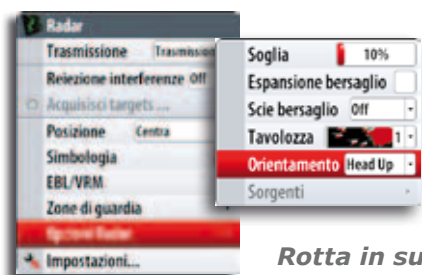 Radar
Trasmissione Trasmissione
Reiezione interferenze Off
Acquisisci targets ...
Posizione Centra
Simbologia
EBL/VRM
Zone di guardia
Opzioni Radar
Impostazioni...
Soglia 10%
Espansione bersaglio
Scie bersaglio Off
Tavolozza 1
Orientamento Head Up
Sorgenti
Rotta in su